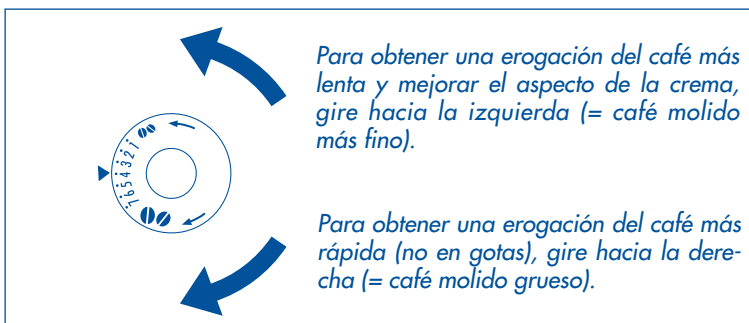 Para obtener una erogación del café más
lenta y mejorar el aspecto de la crema,
gire hacia la izquierda (= café molido
más fino).
7654321
Para obtener una erogación del café más
rápida (no en gotas), gire hacia la dere-
cha (= café molido grueso).